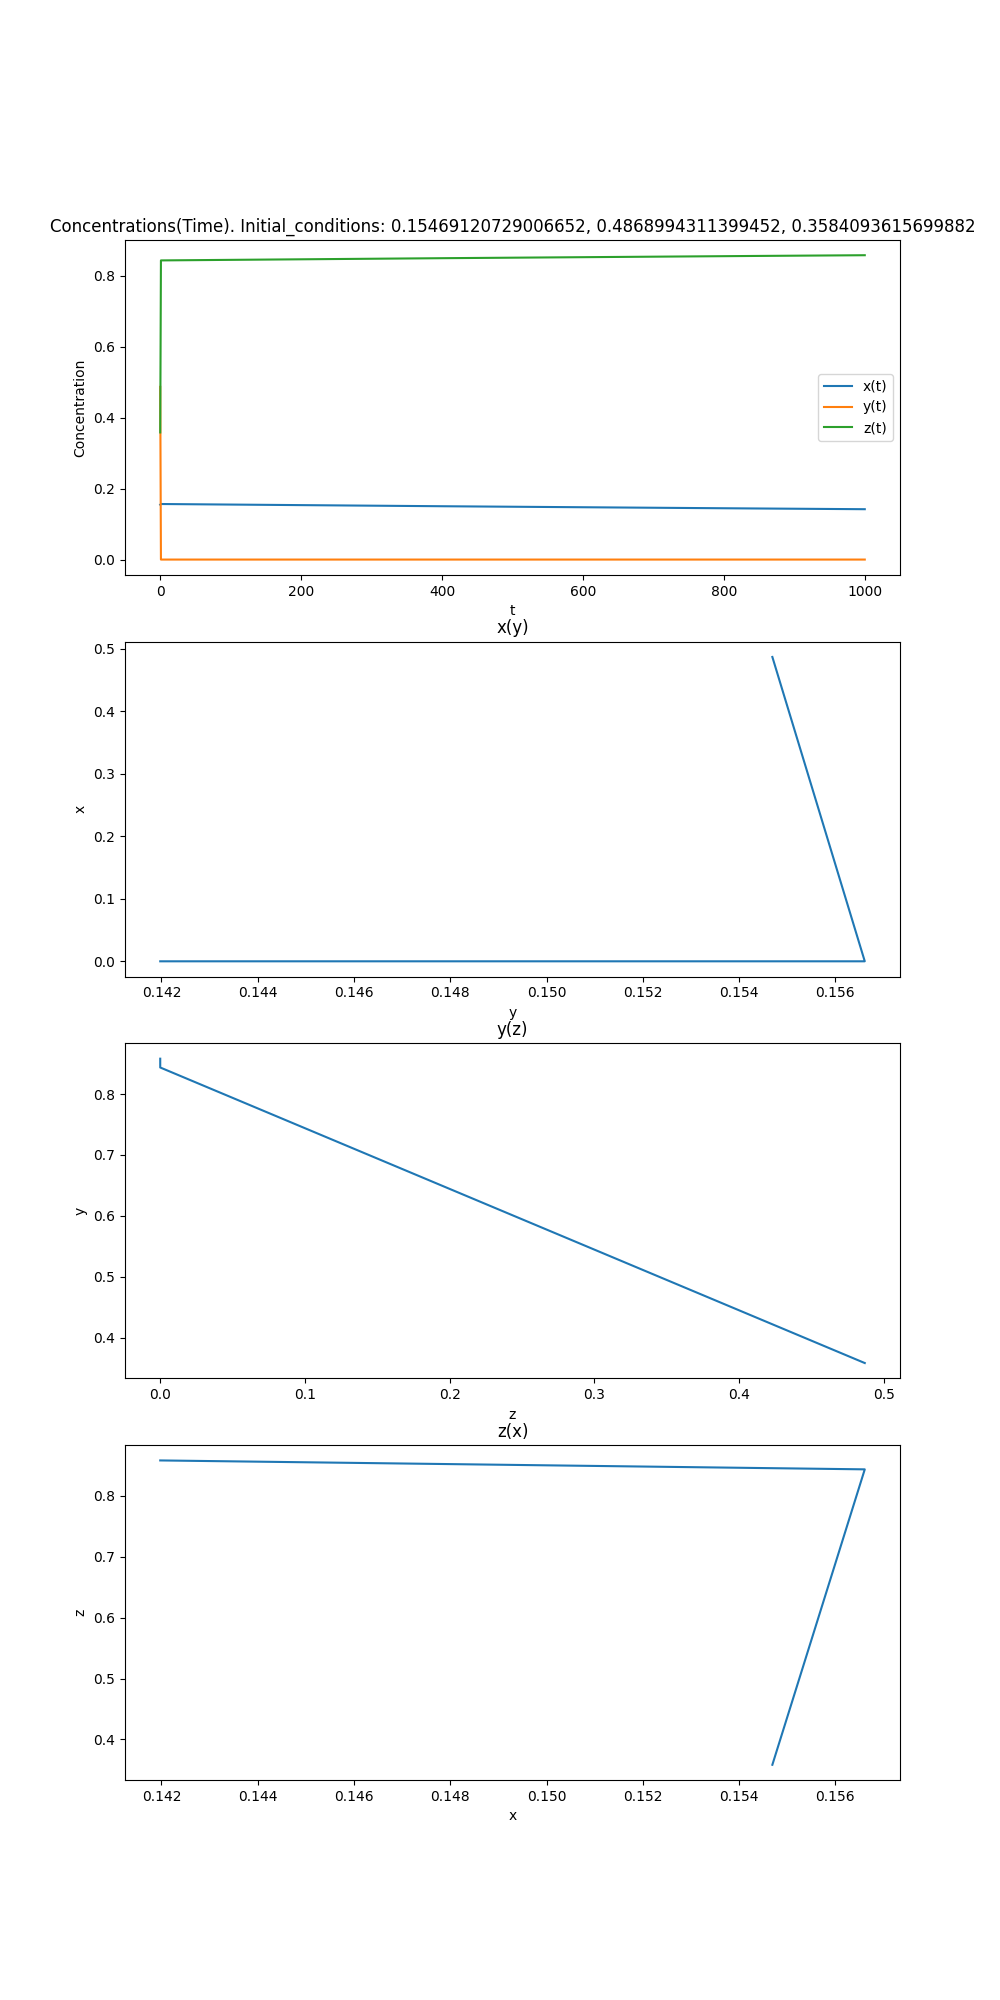 Concentrations(Time). Initial_conditions: 0.15469120729006652, 0.4868994311399452, 0.3584093615699882
0.8
0.6
0.4
0.2
0.0
Concentration
x(t)
y(t)
z(t)
0 200 400 600 800 1000
t
x(y)
0.5
0.4
0.3
0.2
0.1
0.0
x
0.142 0.144 0.146 0.148 0.150 0.152 0.154 0.156
y
y(z)
0.8
0.7
0.6
0.5
0.4
y
0.0 0.1 0.2 0.3 0.4 0.5
z
z(x)
0.8
0.7
0.6
0.5
0.4
z
0.142 0.144 0.146 0.148 0.150 0.152 0.154 0.156
x